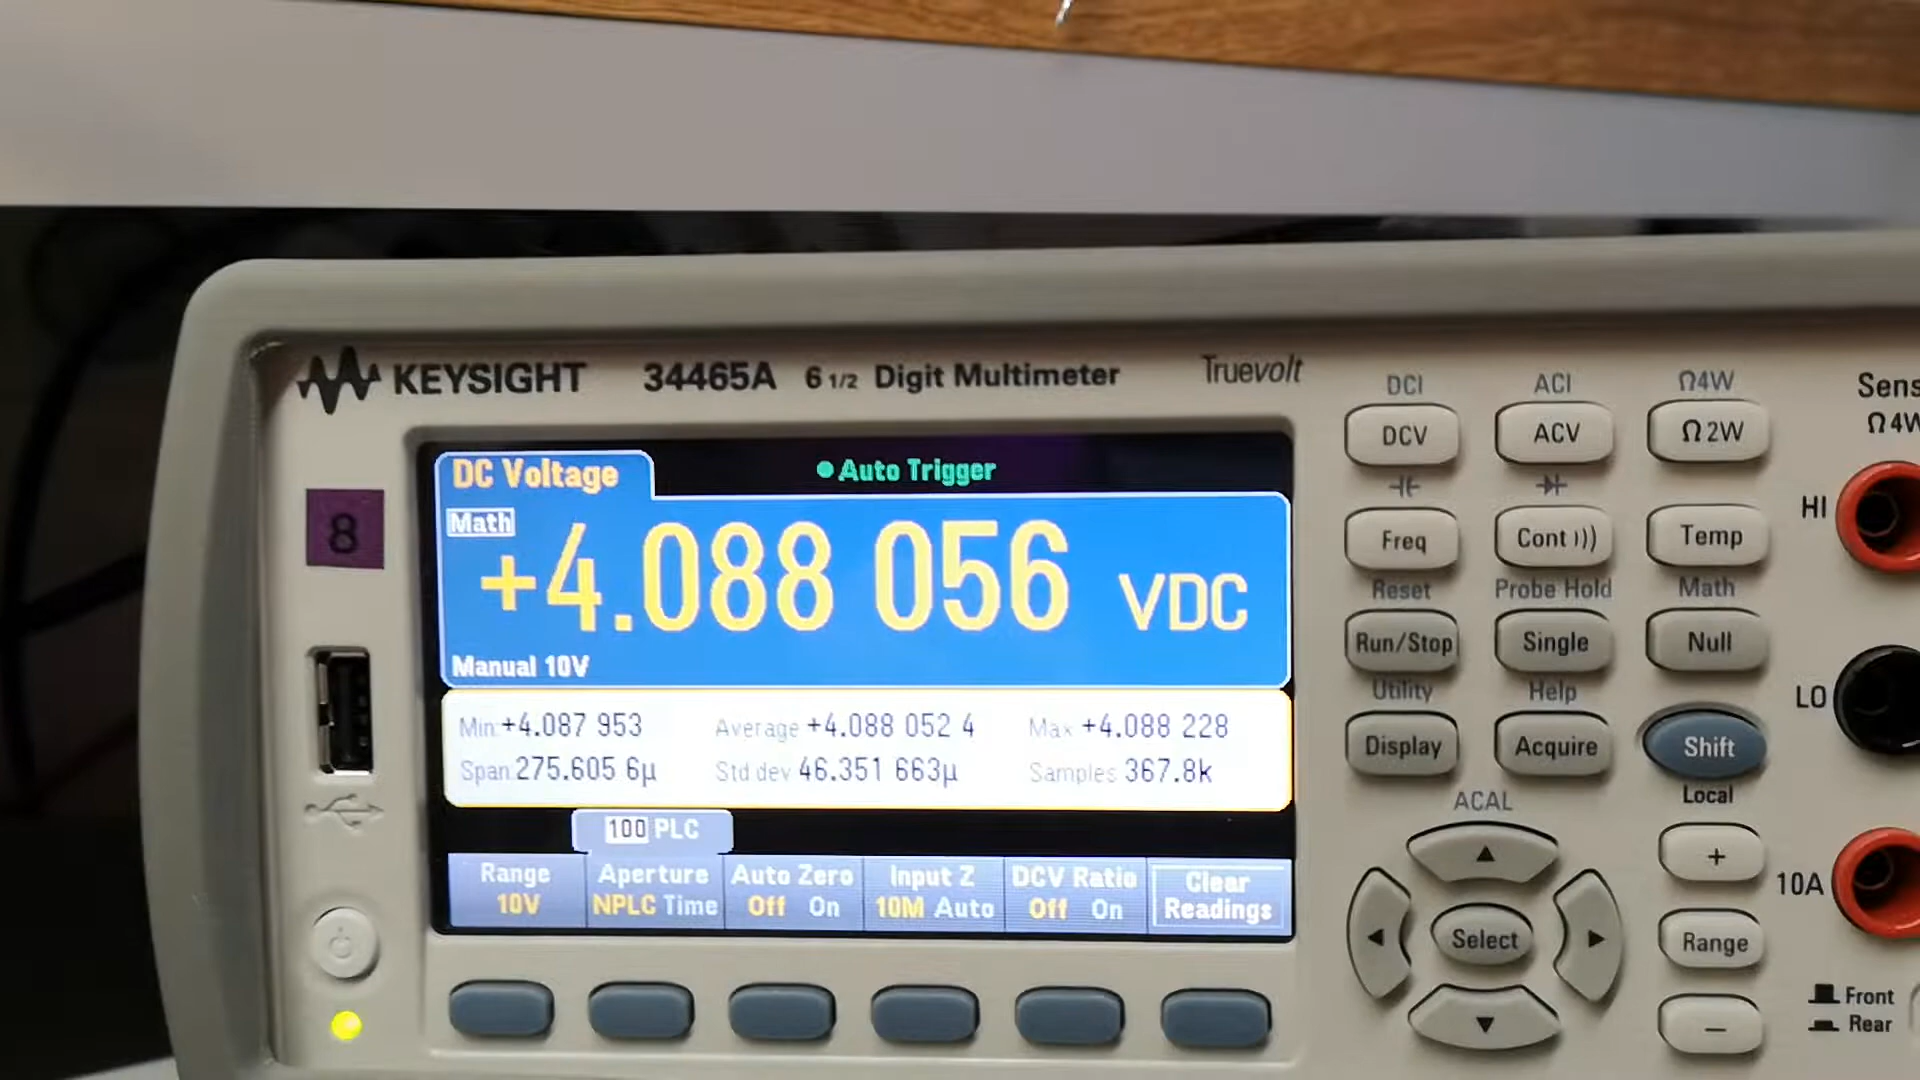 KEYSIGHT 34465A 6 1/2 Digit Multimeter Truevolt
8
DC Voltage
Auto Trigger
Math
+4.088 056 VDC
Manual 10V
Min +4.087 953 Average +4.088 052 4 Max +4.088 228
Span 275.605 6µ Std dev 46.351 663µ Samples 367.8k
100 PLC
Range Aperture Auto Zero Input Z DCV Ratio Clear
10V NPLC Time Off On 10M Auto Off On Readings
DCI ACI Ω4W
DCV ACV Ω2W
Freq Cont ))) Temp
Reset Probe Hold Math
Run/Stop Single Null
Utility Help
Display Acquire Shift
Local
ACAL
+
Select Range
−
Sens
Ω4W
HI
LO
10A
Front
Rear